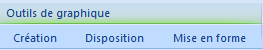 Outils de graphique
Création Disposition Mise en forme